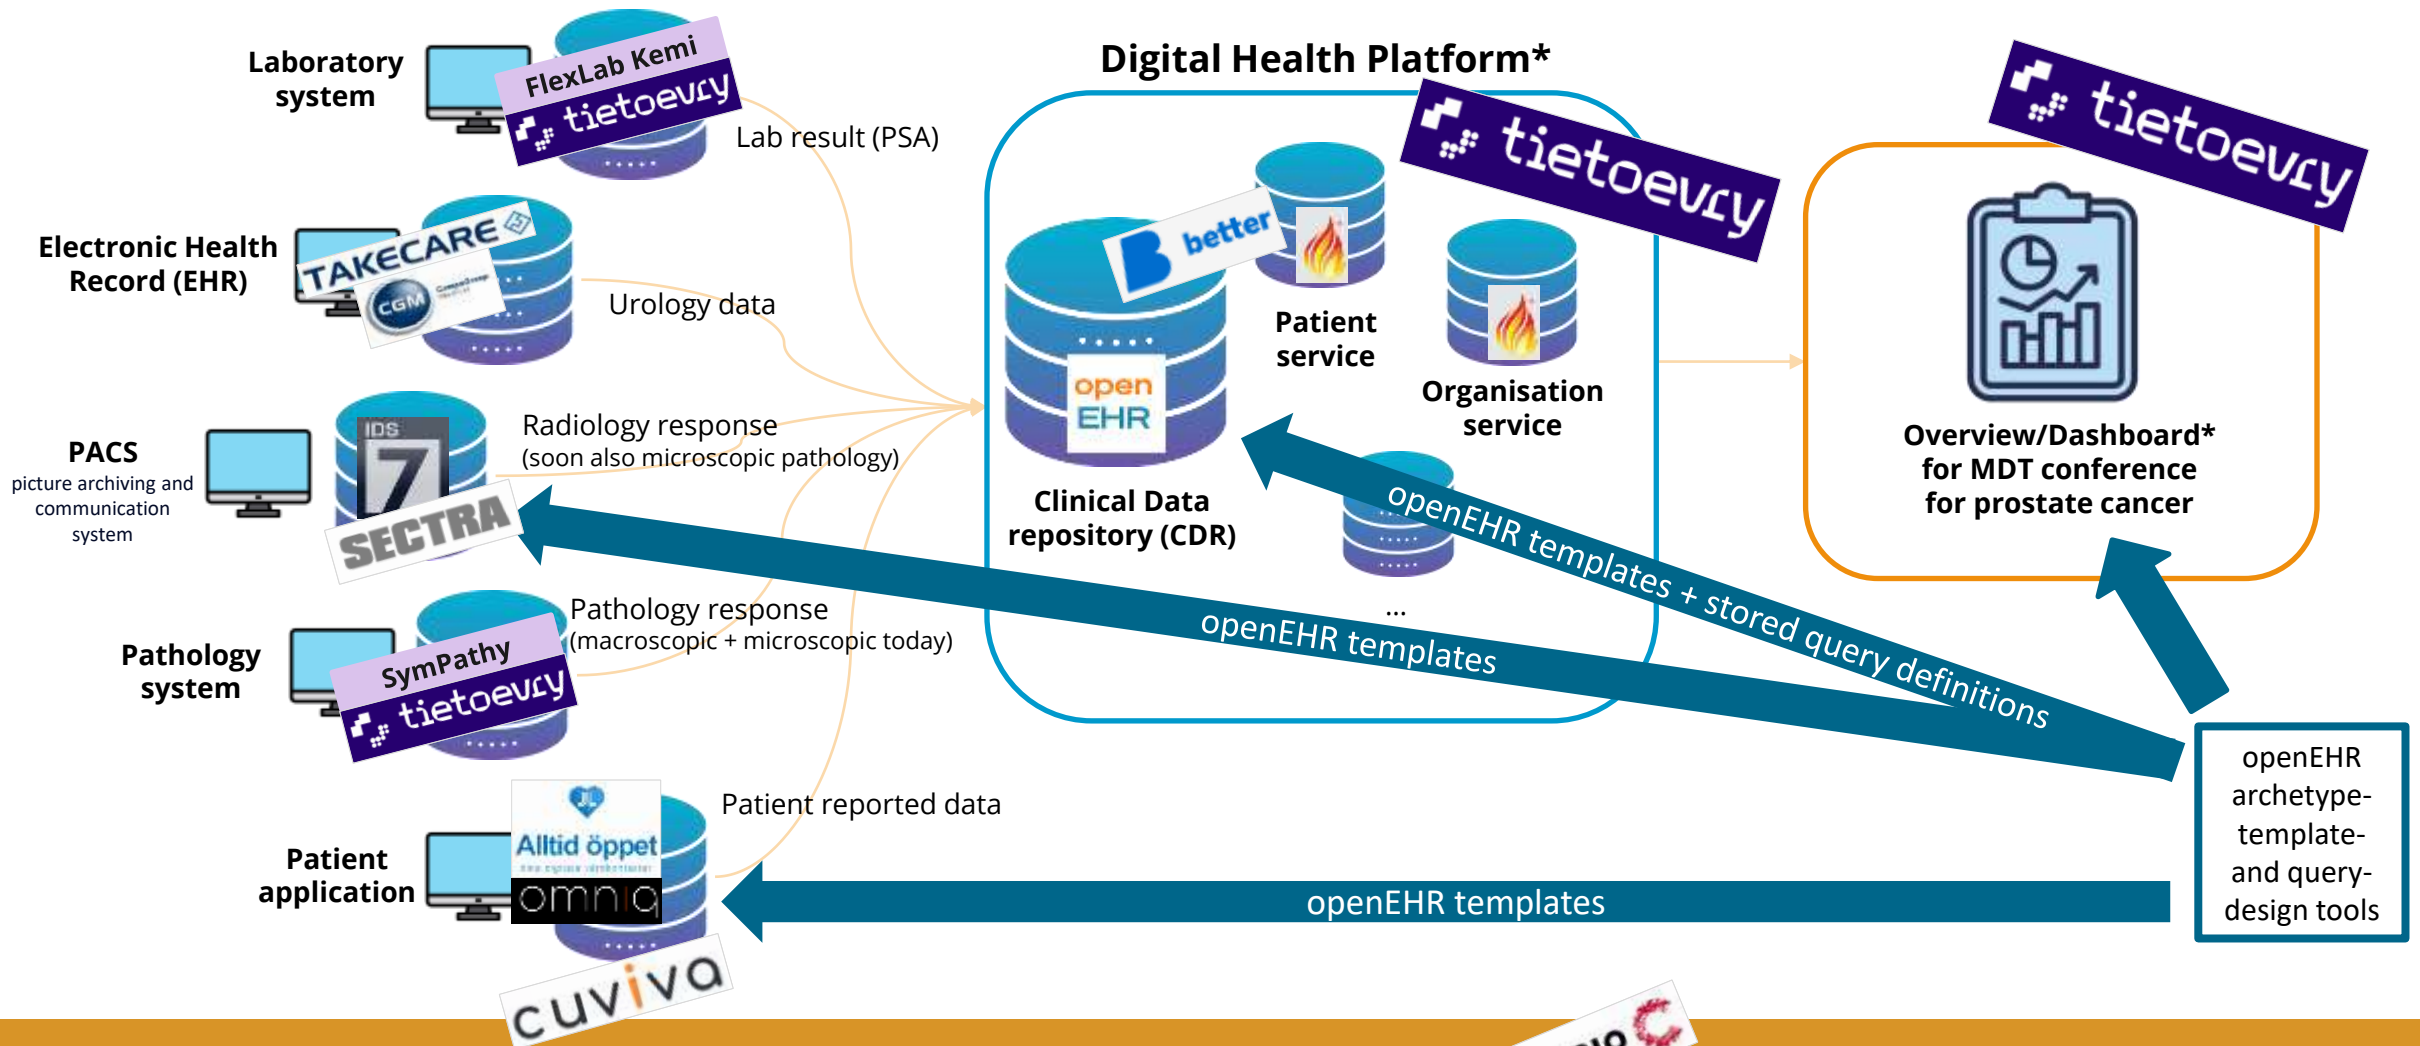 Laboratory
system
FlexLab Kemi
tietoevry
Lab result (PSA)
Electronic Health
Record (EHR)
TAKECARE
CGM
Urology data
PACS
picture archiving and
communication
system
IDS
7
SECTRA
Radiology response
(soon also microscopic pathology)
Pathology
system
SymPathy
tietoevry
Pathology response
(macroscopic + microscopic today)
Patient
application
Alltid öppet
omniq
cuviva
Patient reported data
Digital Health Platform*
tietoevry
better
open
EHR
Clinical Data
repository (CDR)
Patient
service
Organisation
service
...
tietoevry
Overview/Dashboard*
for MDT conference
for prostate cancer
openEHR templates + stored query definitions
openEHR templates
openEHR templates
openEHR
archetype-
template-
and query-
design tools